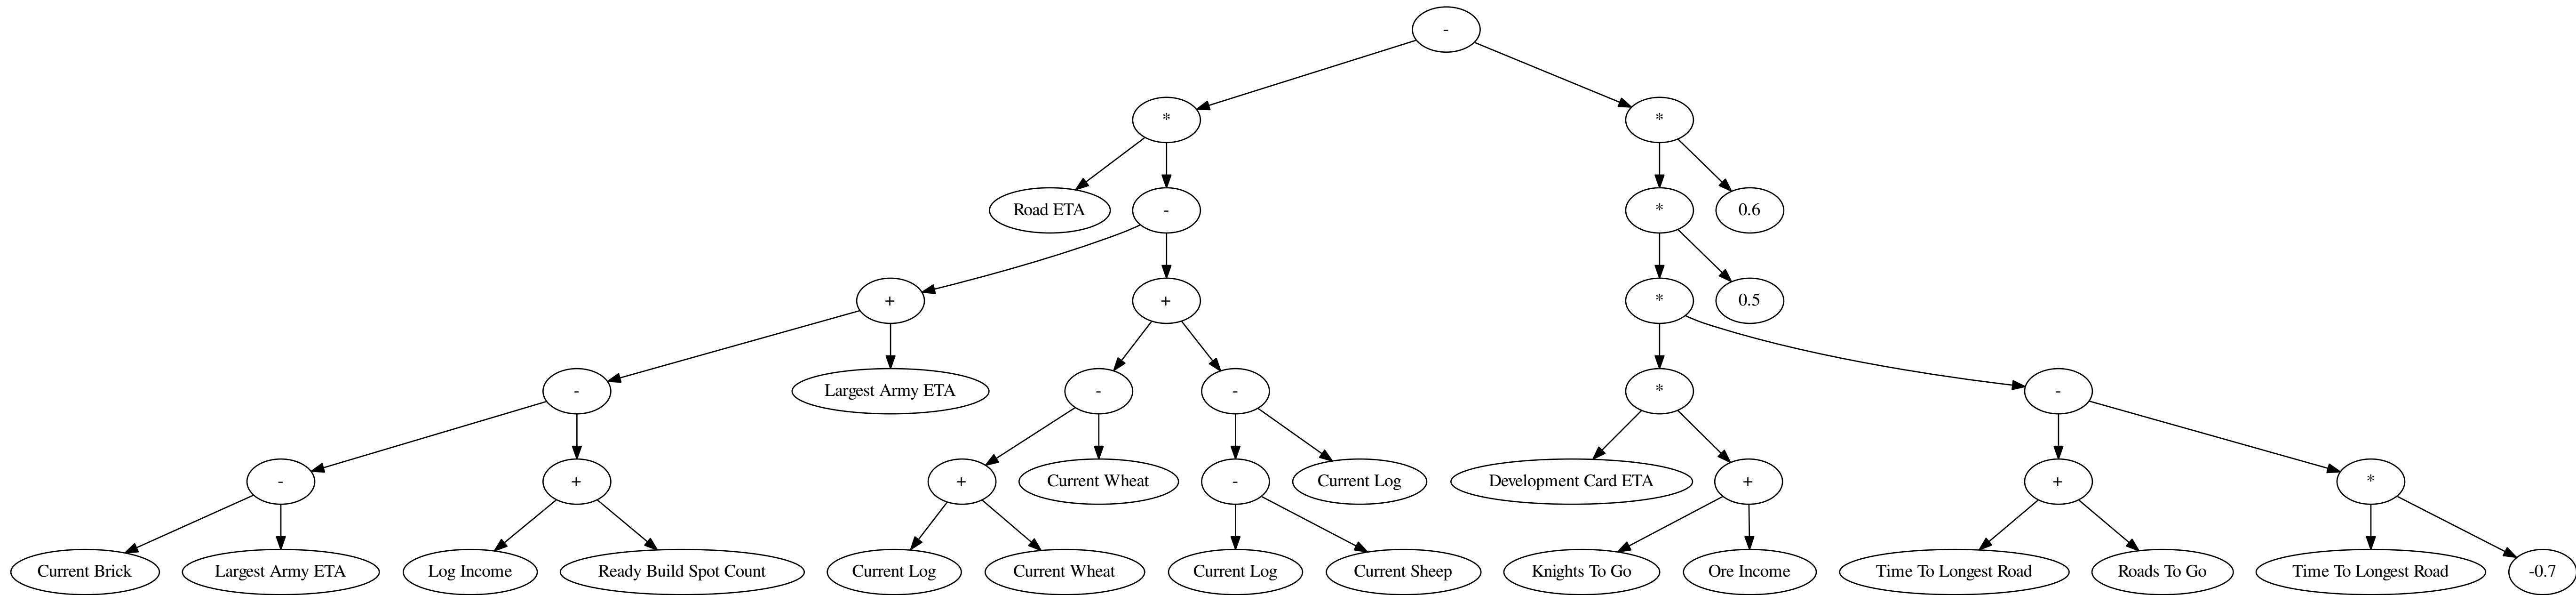 -
* *
Road ETA - * 0.6
+ + * 0.5
- Largest Army ETA - - * -
- + + Current Wheat - Current Log Development Card ETA + + *
Current Brick Largest Army ETA Log Income Ready Build Spot Count Current Log Current Wheat Current Log Current Sheep Knights To Go Ore Income Time To Longest Road Roads To Go Time To Longest Road -0.7